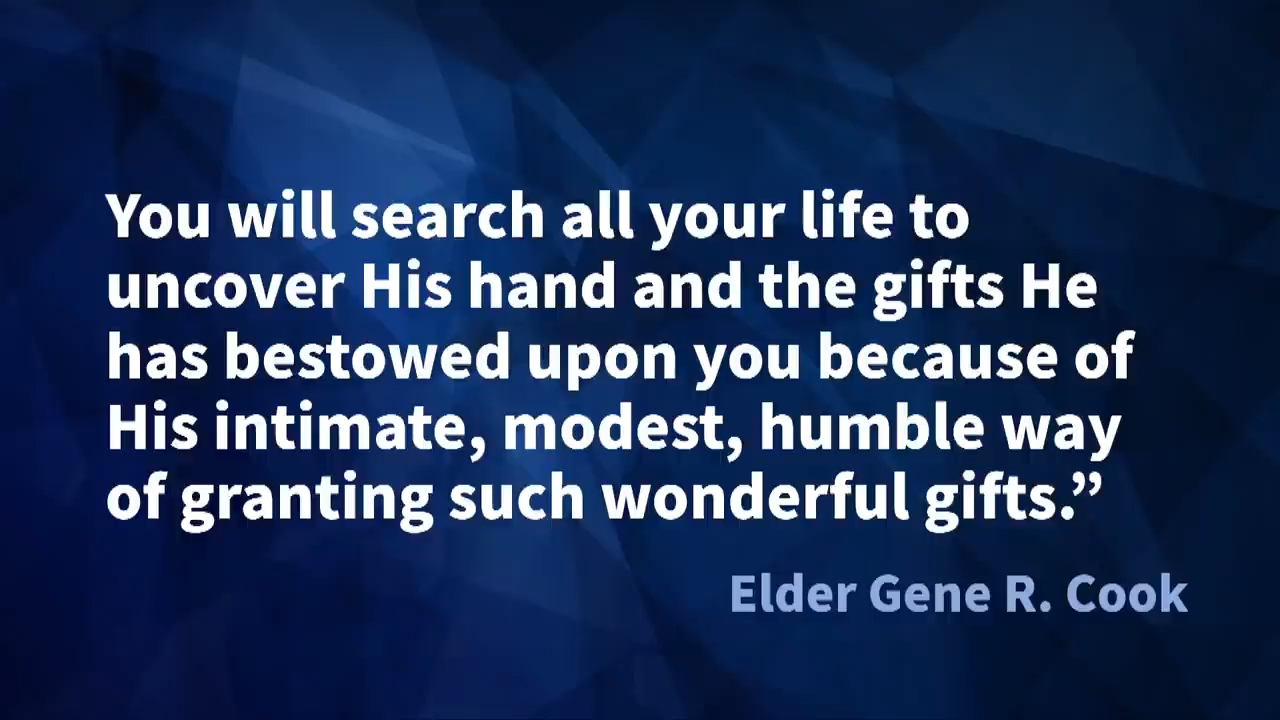 You will search all your life to
uncover His hand and the gifts He
has bestowed upon you because of
His intimate, modest, humble way
of granting such wonderful gifts.”
Elder Gene R. Cook